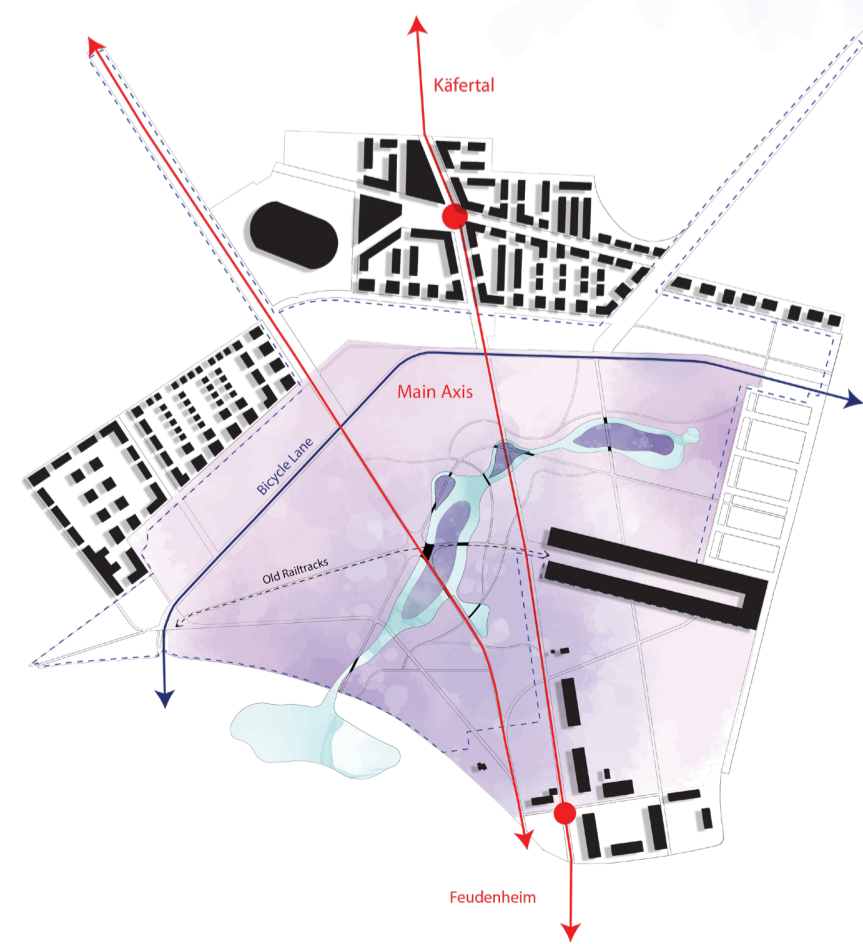 Käfertal
Main Axis
Bicycle Lane
Old Railtracks
Feudenheim